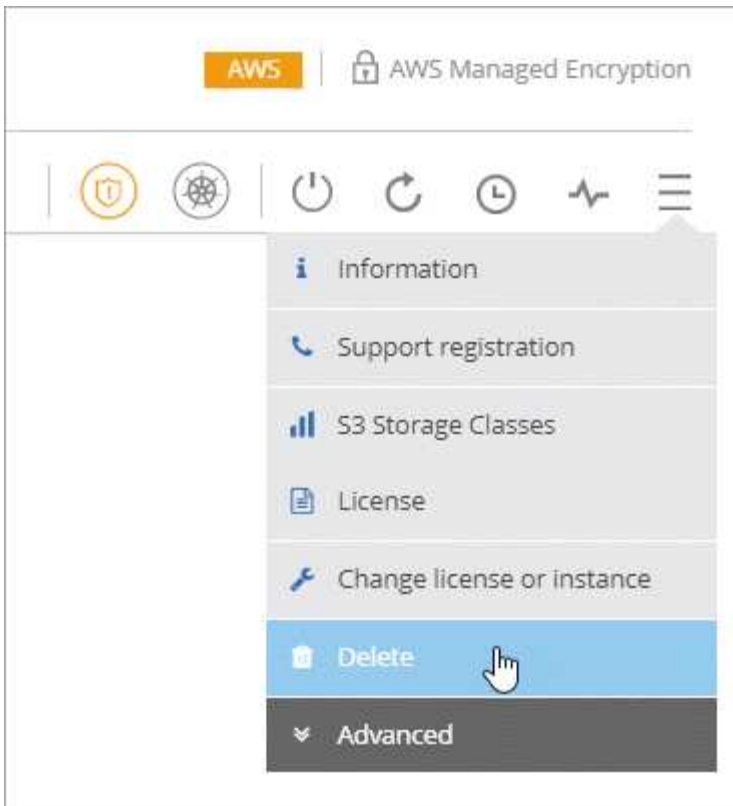 AWS
AWS Managed Encryption
Information
Support registration
S3 Storage Classes
License
Change license or instance
Delete
Advanced